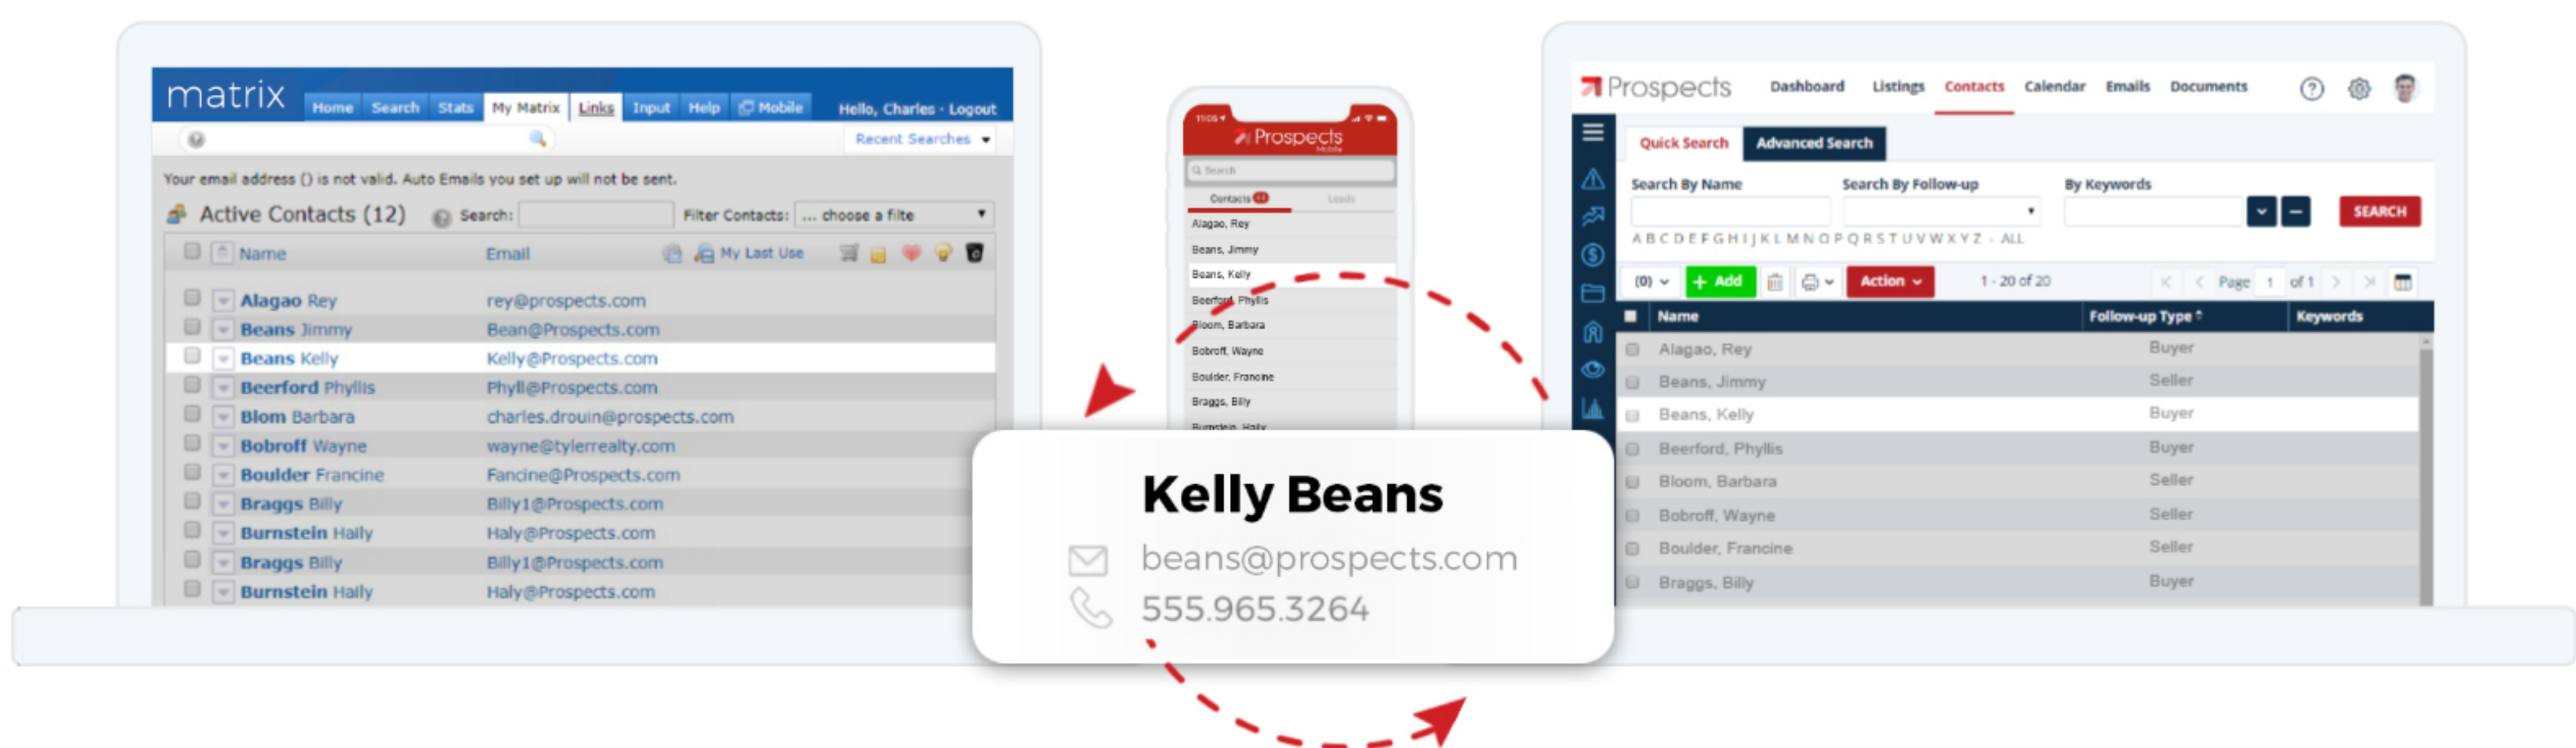 matrix
Home Search Stats My Matrix Links Input Help Mobile Hello, Charles · Logout
Recent Searches
Your email address () is not valid. Auto Emails you set up will not be sent.
Active Contacts (12) Search: Filter Contacts: ... choose a filte
Name Email My Last Use
Alagao Rey rey@prospects.com
Beans Jimmy Bean@Prospects.com
Beans Kelly Kelly@Prospects.com
Beerford Phyllis Phyll@Prospects.com
Blom Barbara charles.drouin@prospects.com
Bobroff Wayne wayne@tylerrealty.com
Boulder Francine Fancine@Prospects.com
Braggs Billy Billy1@Prospects.com
Burnstein Haily Haly@Prospects.com
Braggs Billy Billy1@Prospects.com
Burnstein Haily Haly@Prospects.com
11:05
Prospects
Mobile
Search
Contacts Leads
Alagao, Rey
Beans, Jimmy
Beans, Kelly
Beerford, Phylis
Bloom, Barbara
Bobroff, Wayne
Boulder, Francine
Braggs, Billy
Burnstein, Haily
Kelly Beans
beans@prospects.com
555.965.3264
Prospects Dashboard Listings Contacts Calendar Emails Documents
Quick Search Advanced Search
Search By Name Search By Follow-up By Keywords
SEARCH
A B C D E F G H I J K L M N O P Q R S T U V W X Y Z - ALL
(0) + Add Action 1 - 20 of 20 Page 1 of 1
Name Follow-up Type Keywords
Alagao, Rey Buyer
Beans, Jimmy Seller
Beans, Kelly Buyer
Beerford, Phyllis Buyer
Bloom, Barbara Seller
Bobroff, Wayne Seller
Boulder, Francine Seller
Braggs, Billy Buyer